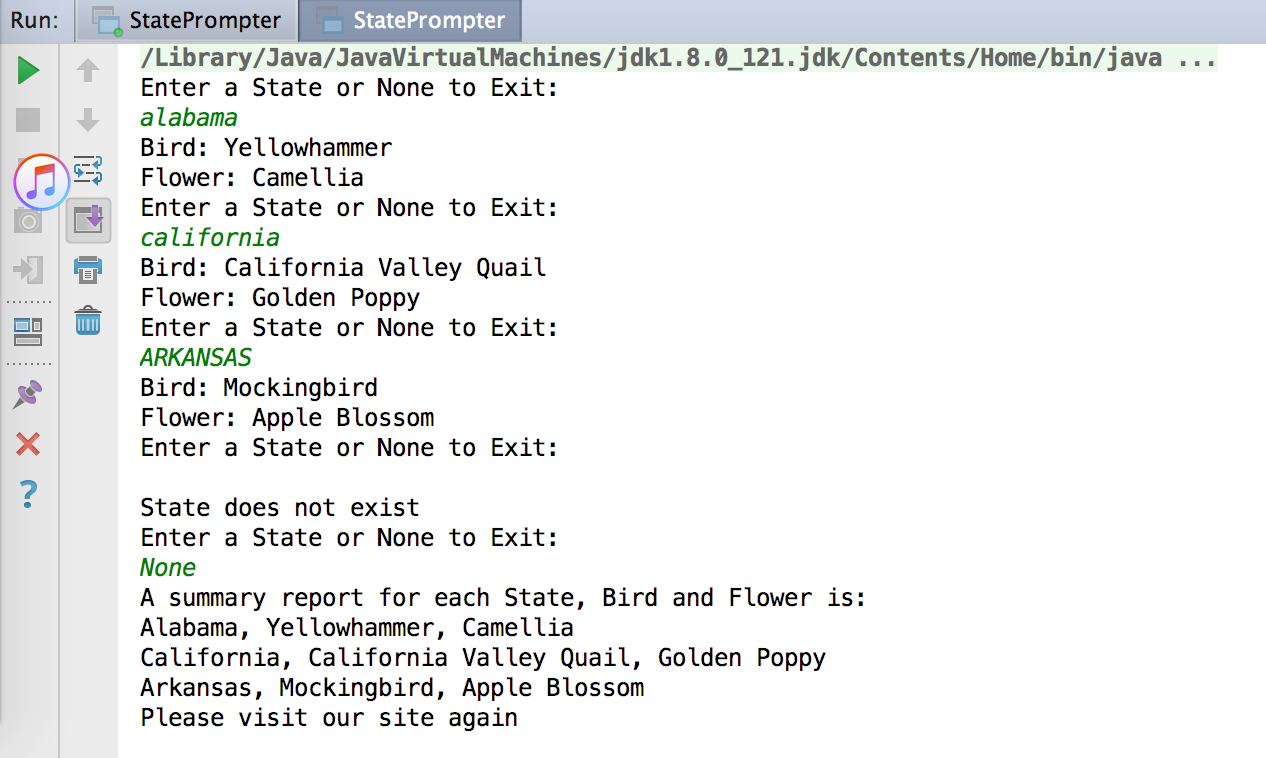 Run: StatePrompter StatePrompter
/Library/Java/JavaVirtualMachines/jdk1.8.0_121.jdk/Contents/Home/bin/java ...
Enter a State or None to Exit:
alabama
Bird: Yellowhammer
Flower: Camellia
Enter a State or None to Exit:
california
Bird: California Valley Quail
Flower: Golden Poppy
Enter a State or None to Exit:
ARKANSAS
Bird: Mockingbird
Flower: Apple Blossom
Enter a State or None to Exit:
State does not exist
Enter a State or None to Exit:
None
A summary report for each State, Bird and Flower is:
Alabama, Yellowhammer, Camellia
California, California Valley Quail, Golden Poppy
Arkansas, Mockingbird, Apple Blossom
Please visit our site again